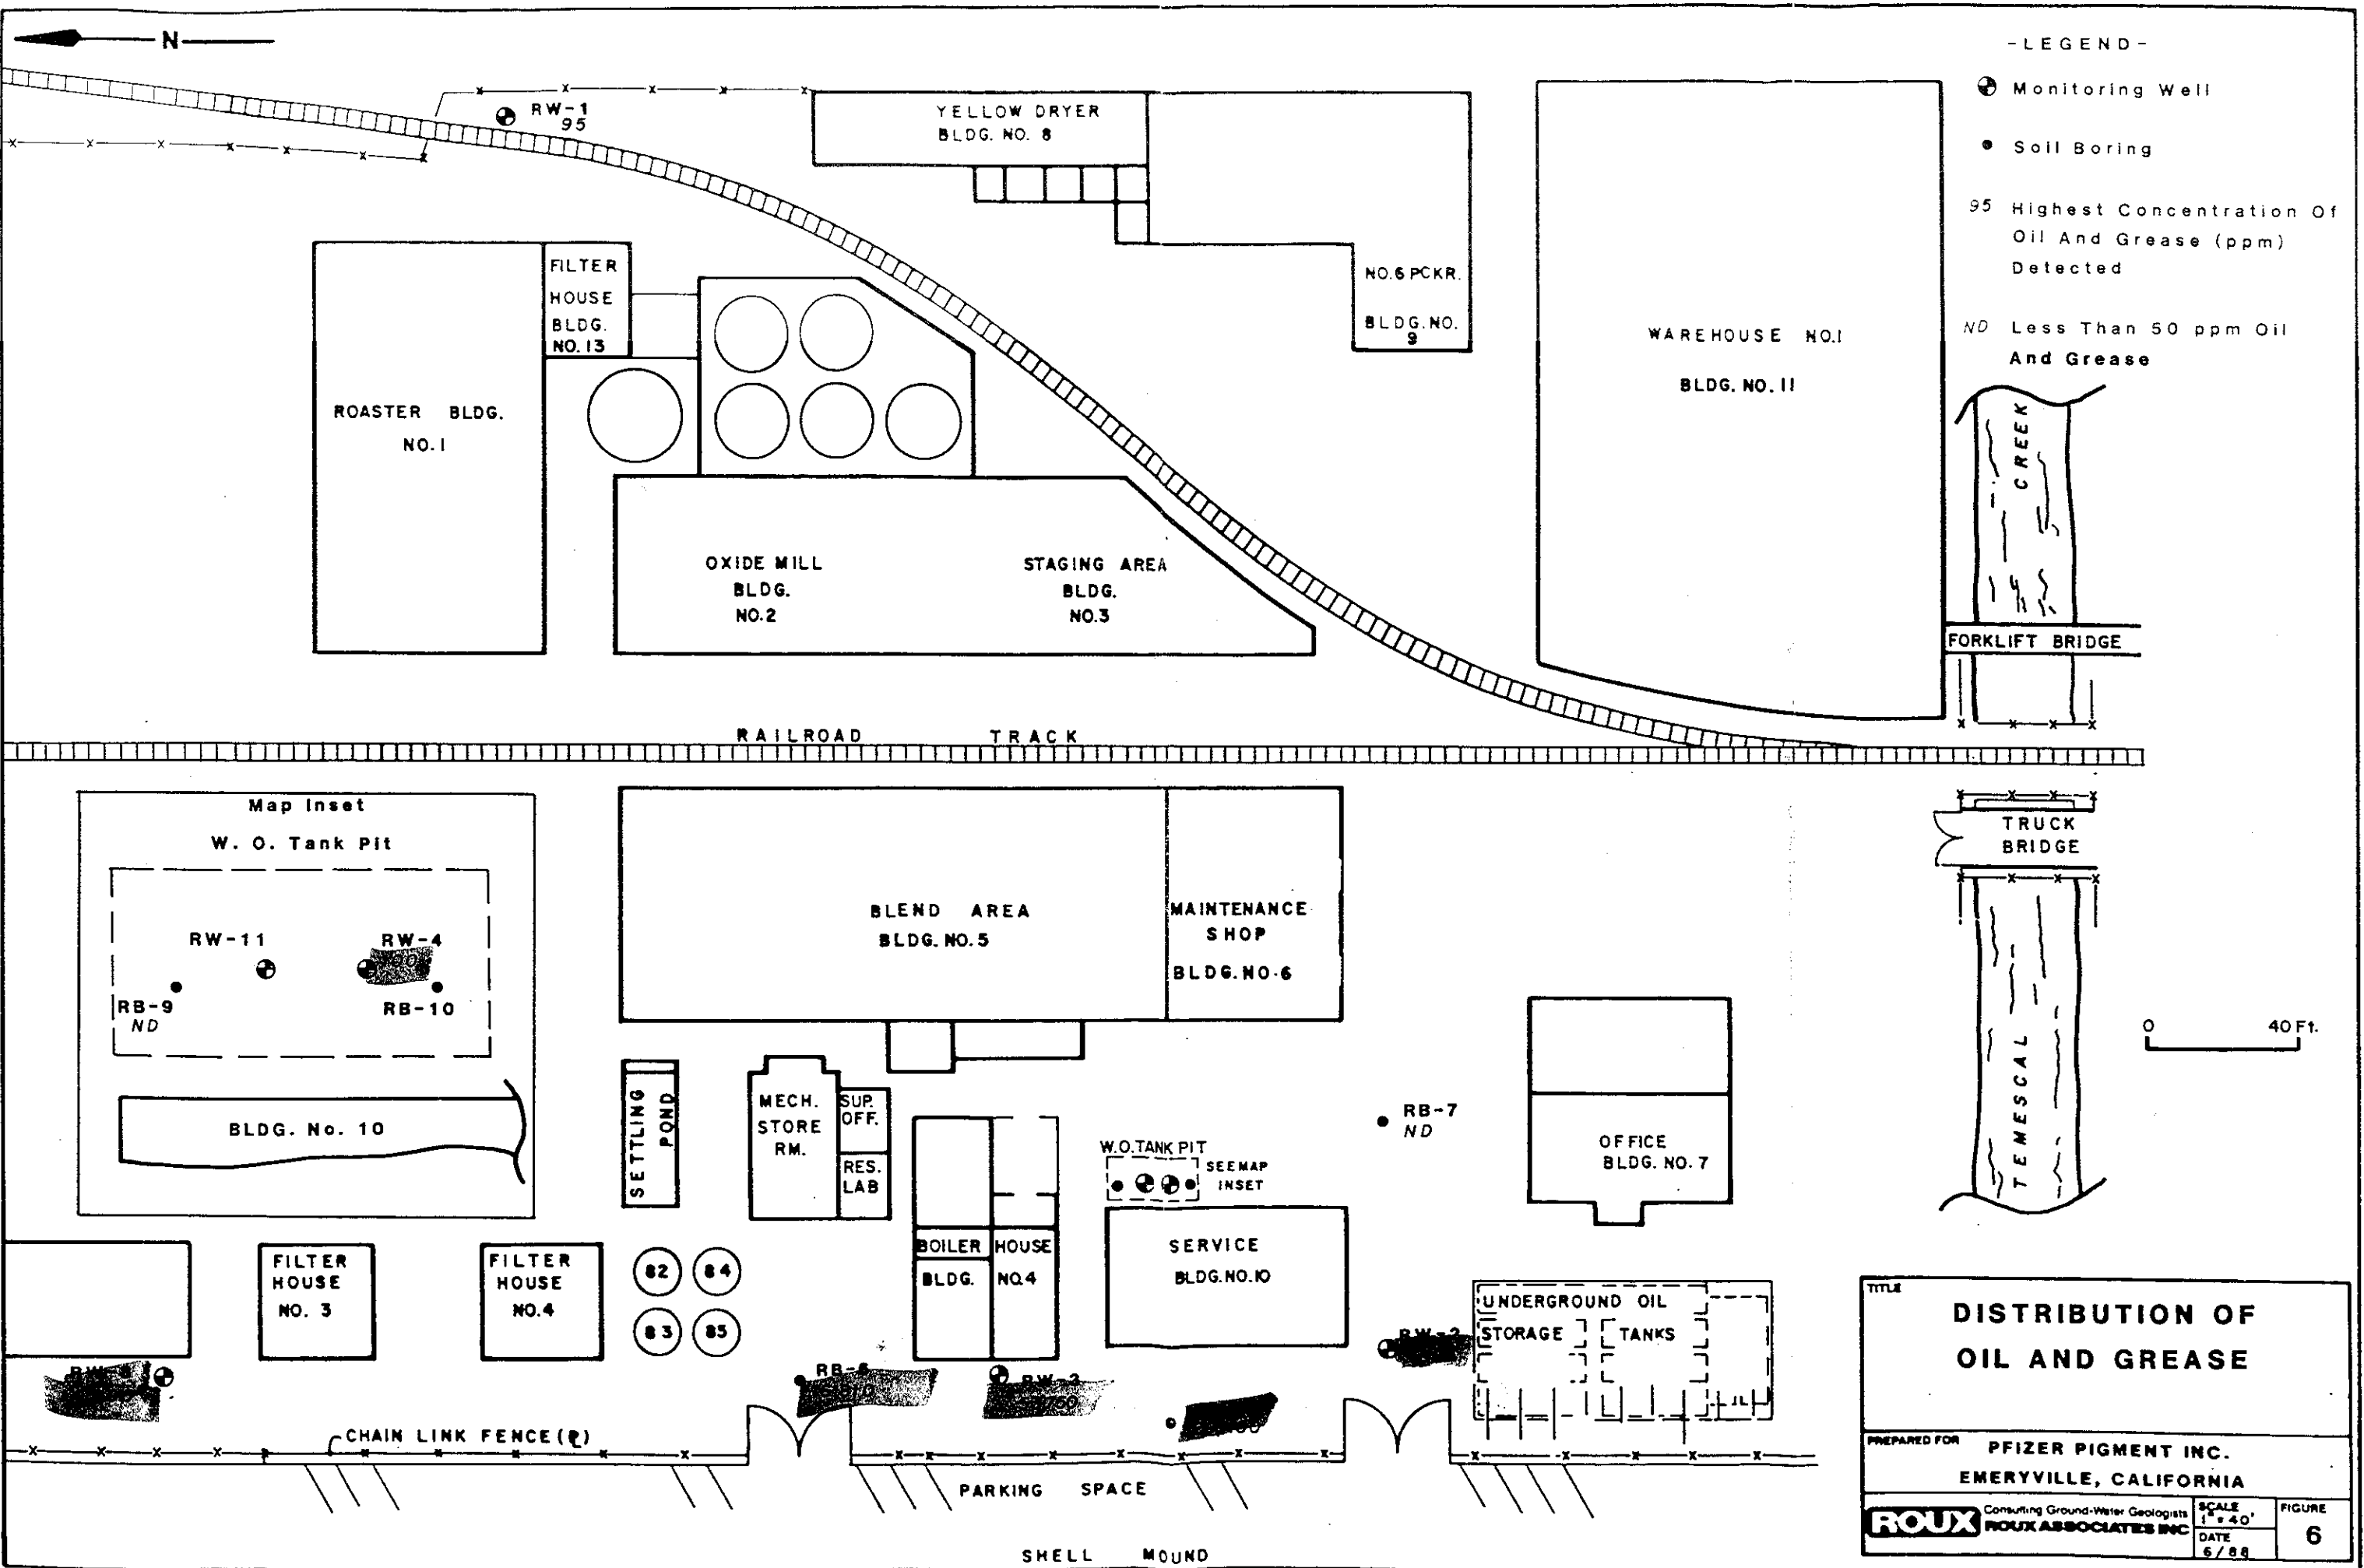 N
-LEGEND-
Monitoring Well
Soil Boring
95 Highest Concentration Of
Oil And Grease (ppm)
Detected
ND Less Than 50 ppm Oil
And Grease
RW-1
95
YELLOW DRYER
BLDG. NO. 8
NO.6 PCKR.
BLDG.NO.
9
WAREHOUSE NO.1
BLDG. NO. 11
FILTER
HOUSE
BLDG.
NO.13
ROASTER BLDG.
NO.1
OXIDE MILL
BLDG.
NO.2
STAGING AREA
BLDG.
NO.3
CREEK
FORKLIFT BRIDGE
RAILROAD TRACK
Map Inset
W. O. Tank Pit
RW-11
RW-4
RB-9
ND
RB-10
BLDG. No. 10
BLEND AREA
BLDG. NO. 5
MAINTENANCE
SHOP
BLDG.NO.6
TRUCK
BRIDGE
TEMESCAL
0 40 Ft.
SETTLING
POND
MECH.
STORE
RM.
SUP.
OFF.
RES.
LAB
W.O.TANK PIT
SEE MAP
INSET
RB-7
ND
OFFICE
BLDG. NO. 7
BOILER HOUSE
BLDG. NO.4
SERVICE
BLDG.NO.10
FILTER
HOUSE
NO. 3
FILTER
HOUSE
NO.4
82
84
83
85
UNDERGROUND OIL
STORAGE TANKS
RW-2
RB-6
RW-3
CHAIN LINK FENCE (℄)
PARKING SPACE
SHELL MOUND
TITLE
DISTRIBUTION OF
OIL AND GREASE
PREPARED FOR
PFIZER PIGMENT INC.
EMERYVILLE, CALIFORNIA
ROUX
Consulting Ground-Water Geologists
ROUX ASSOCIATES INC
SCALE
1" = 40'
DATE
6/88
FIGURE
6